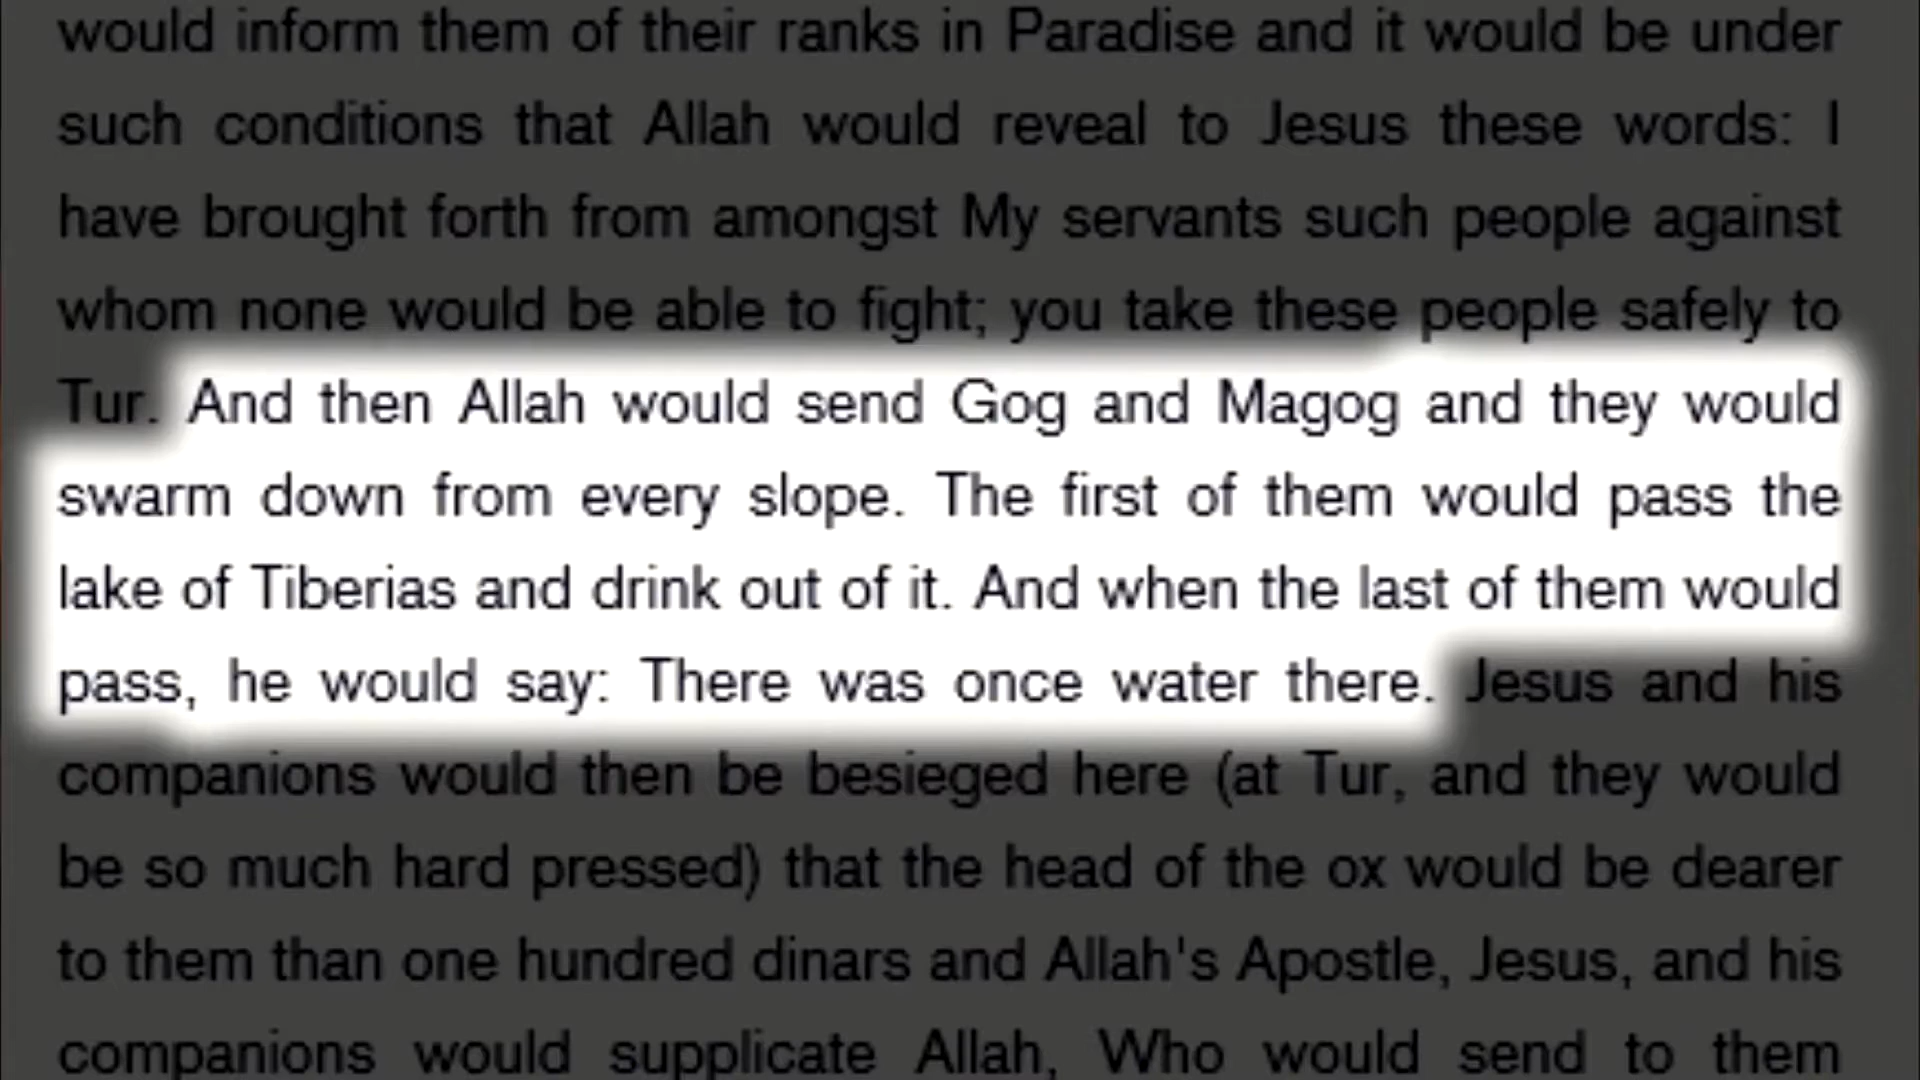 would inform them of their ranks in Paradise and it would be under
such conditions that Allah would reveal to Jesus these words: I
have brought forth from amongst My servants such people against
whom none would be able to fight; you take these people safely to
Tur. And then Allah would send Gog and Magog and they would
swarm down from every slope. The first of them would pass the
lake of Tiberias and drink out of it. And when the last of them would
pass, he would say: There was once water there. Jesus and his
companions would then be besieged here (at Tur, and they would
be so much hard pressed) that the head of the ox would be dearer
to them than one hundred dinars and Allah's Apostle, Jesus, and his
companions would supplicate Allah, Who would send to them